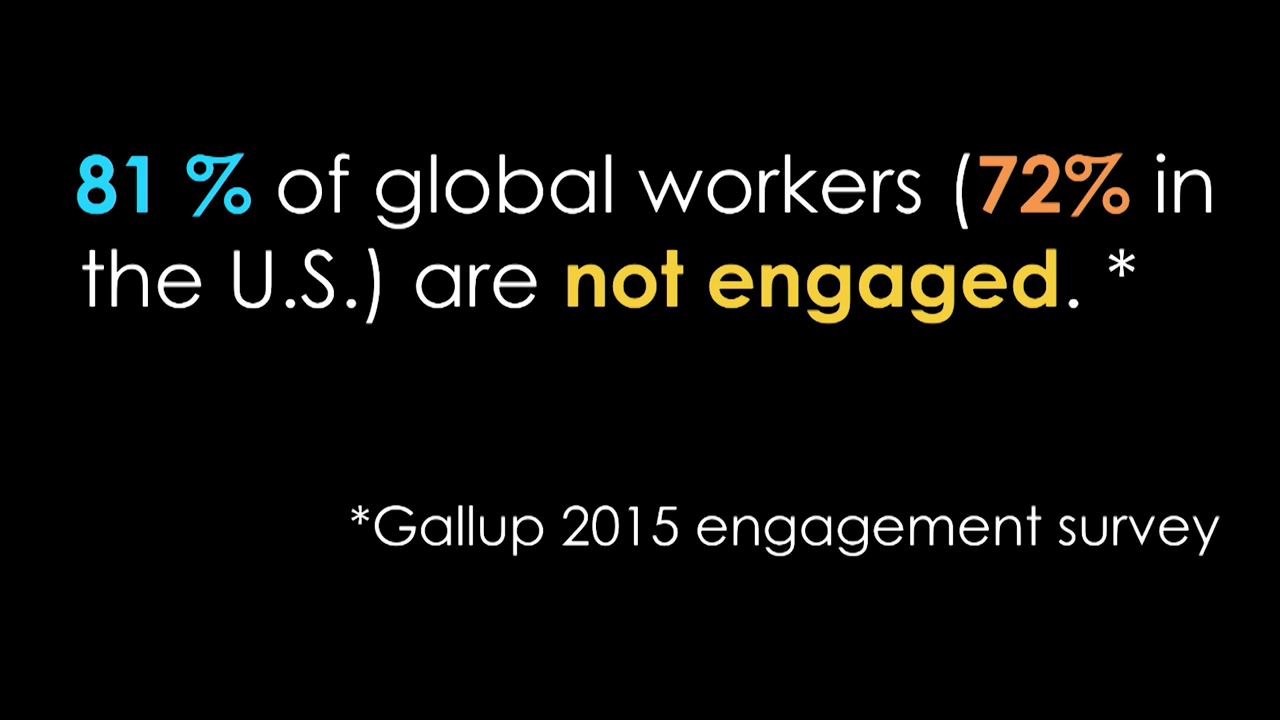 81 % of global workers (72% in
the U.S.) are not engaged. *
*Gallup 2015 engagement survey